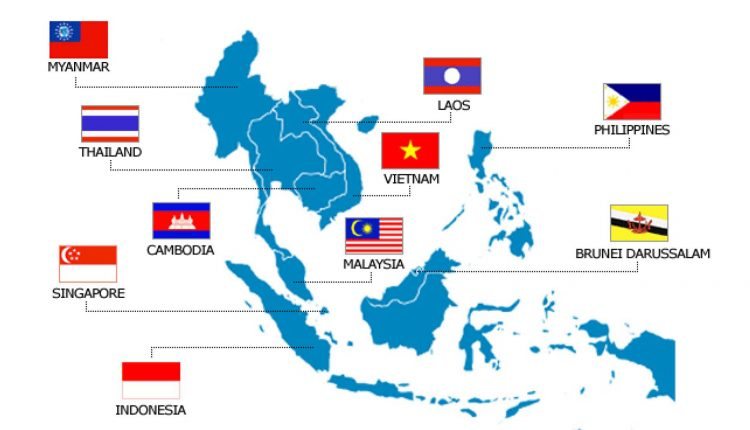 MYANMAR
LAOS
PHILIPPINES
THAILAND
VIETNAM
CAMBODIA
MALAYSIA
BRUNEI DARUSSALAM
SINGAPORE
INDONESIA